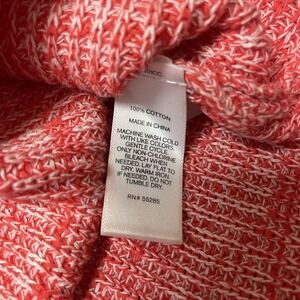 100% COTTON
MADE IN CHINA
MACHINE WASH COLD
WITH LIKE COLORS,
GENTLE CYCLE.
ONLY NON-CHLORINE
BLEACH WHEN
NEEDED. LAY FLAT TO
DRY. WARM IRON
IF NEEDED. DO NOT
TUMBLE DRY.
RN# 55285